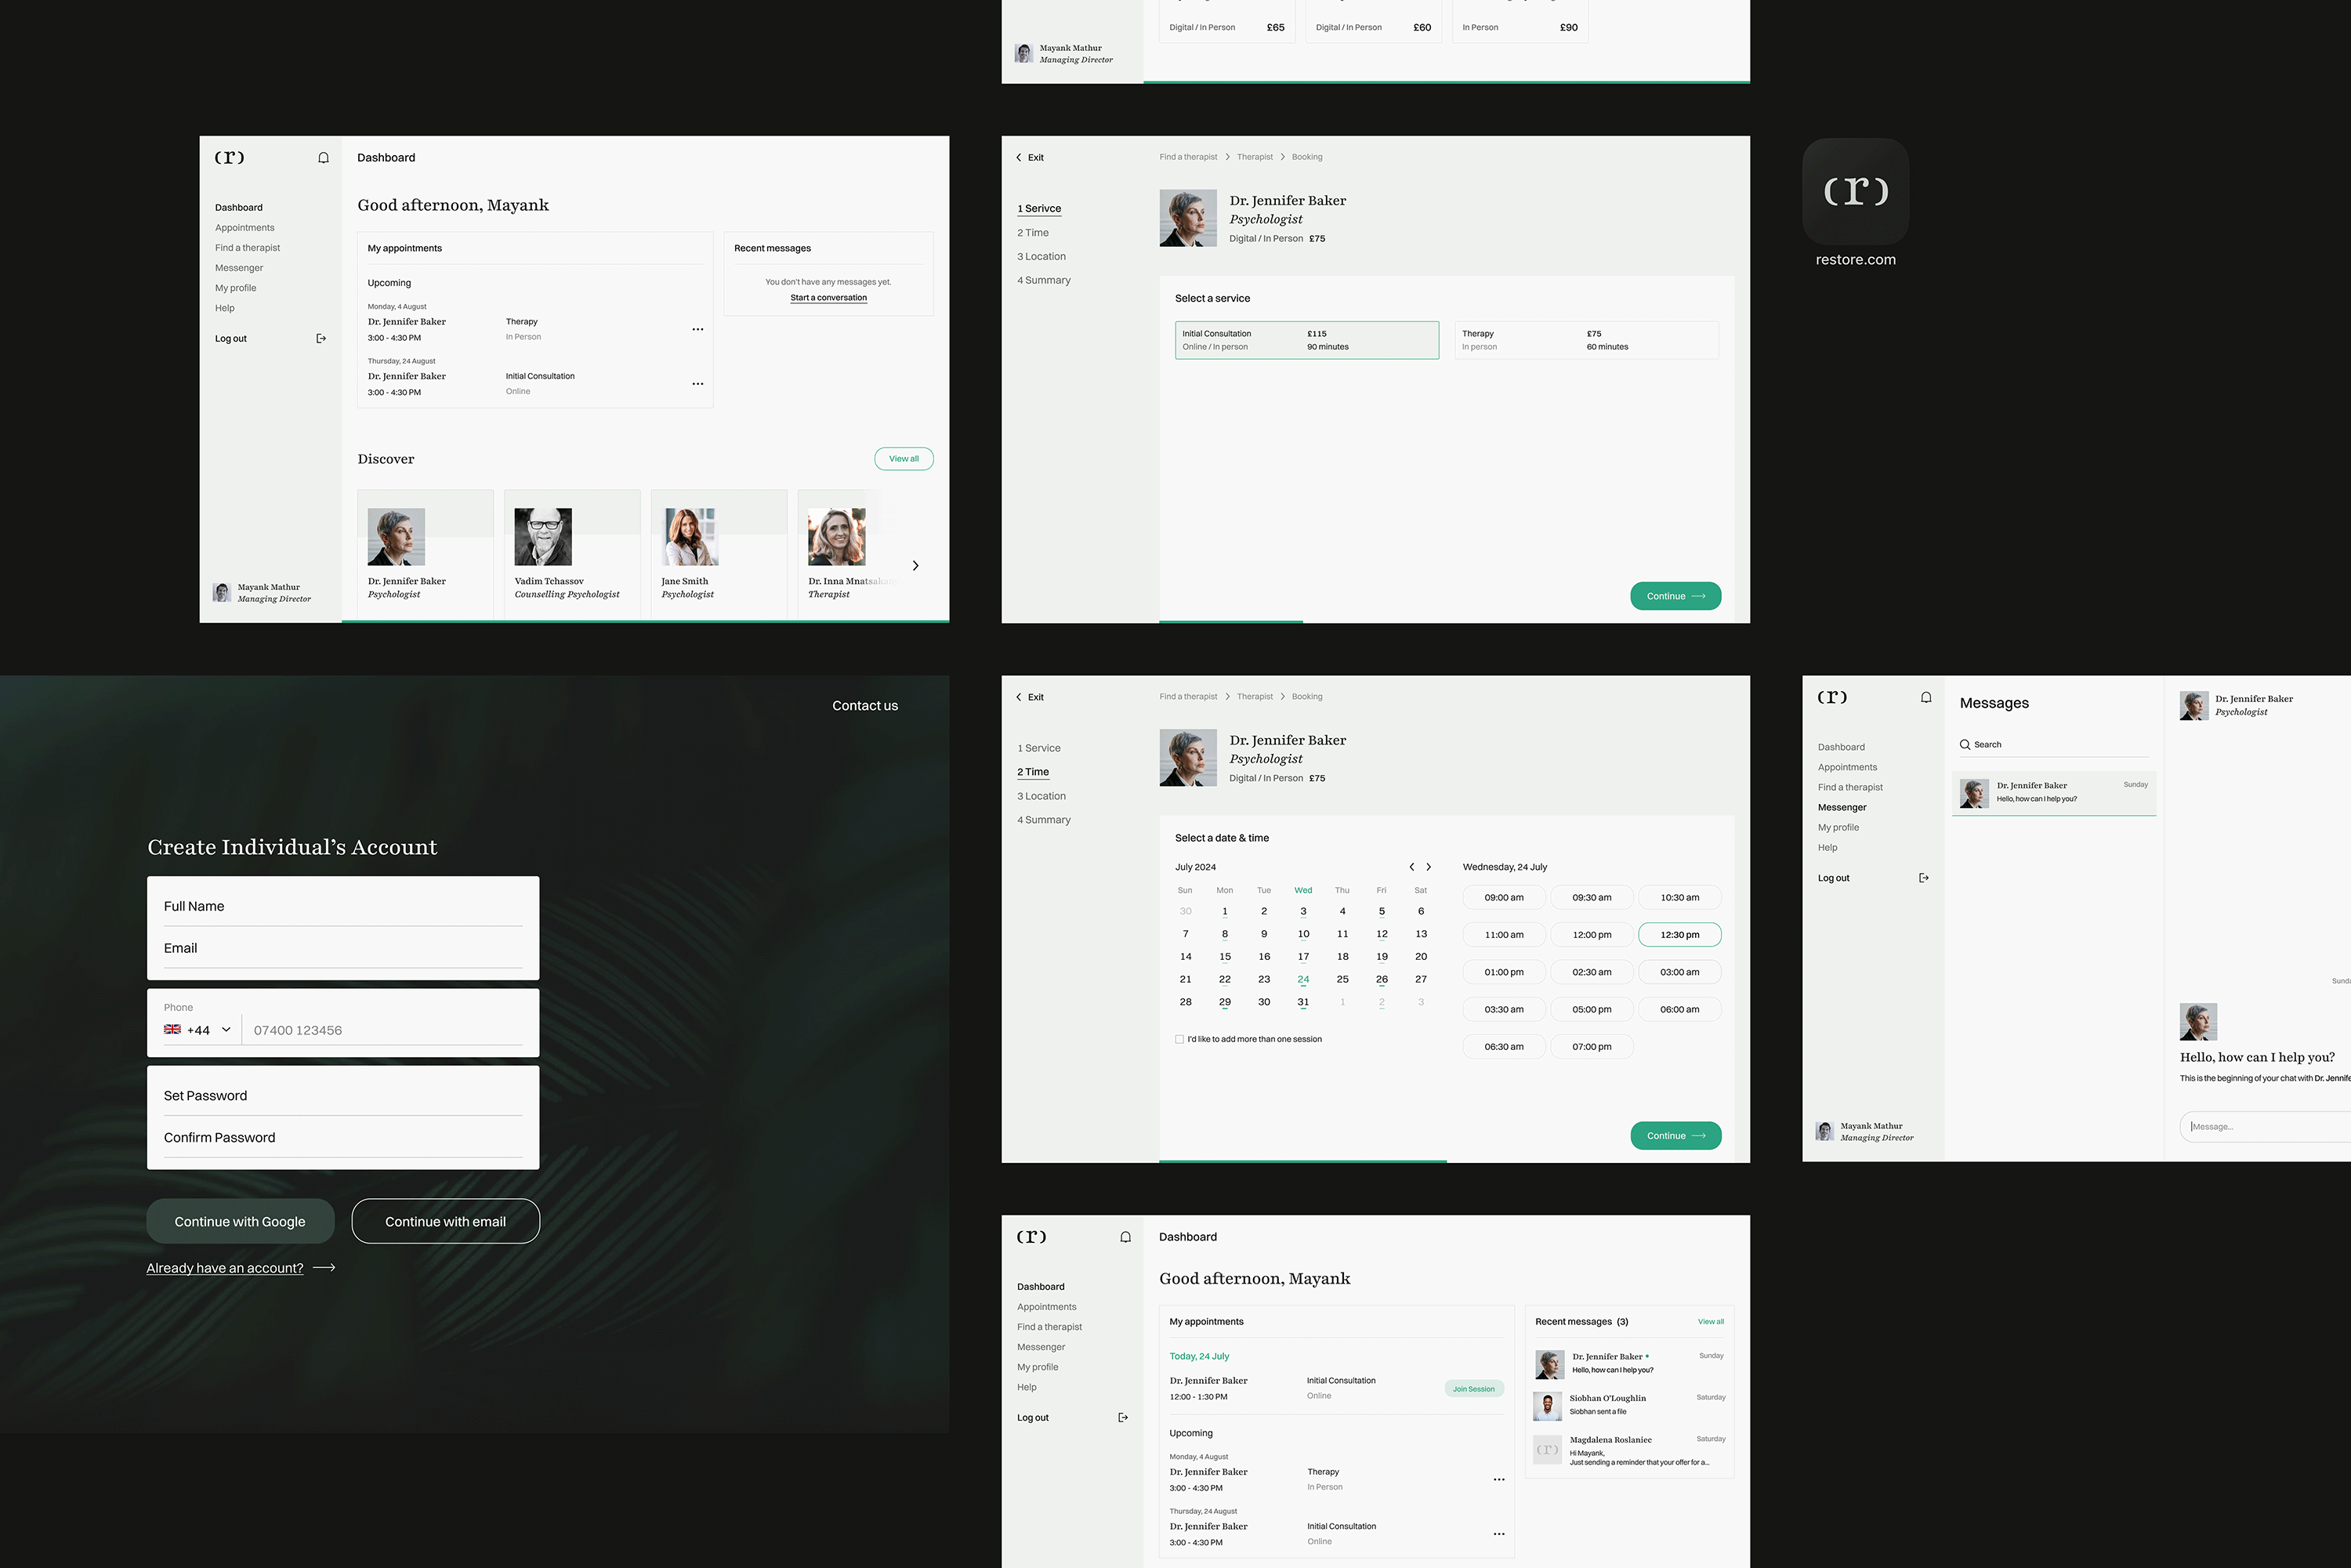 Digital / In Person £65
Digital / In Person £60
In Person £90
Mayank Mathur
Managing Director
(r)
Dashboard
Appointments
Find a therapist
Messenger
My profile
Help
Log out
Mayank Mathur
Managing Director
Dashboard
Good afternoon, Mayank
My appointments
Upcoming
Monday, 4 August
Dr. Jennifer Baker Therapy
3:00 - 4:30 PM In Person
Thursday, 24 August
Dr. Jennifer Baker Initial Consultation
3:00 - 4:30 PM Online
Recent messages
You don't have any messages yet.
Start a conversation
Discover
View all
Dr. Jennifer Baker
Psychologist
Vadim Tchassov
Counselling Psychologist
Jane Smith
Psychologist
Dr. Inna
Therapist
Exit
1 Serivce
2 Time
3 Location
4 Summary
Find a therapist Therapist Booking
Dr. Jennifer Baker
Psychologist
Digital / In Person £75
Select a service
Initial Consultation £115
Online / In person 90 minutes
Therapy £75
In person 60 minutes
Continue
(r)
restore.com
Contact us
Create Individual’s Account
Full Name
Email
Phone
+44 07400 123456
Set Password
Confirm Password
Continue with Google
Continue with email
Already have an account?
Exit
1 Service
2 Time
3 Location
4 Summary
Find a therapist Therapist Booking
Dr. Jennifer Baker
Psychologist
Digital / In Person £75
Select a date & time
July 2024
Sun Mon Tue Wed Thu Fri Sat
30 1 2 3 4 5 6
7 8 9 10 11 12 13
14 15 16 17 18 19 20
21 22 23 24 25 26 27
28 29 30 31 1 2 3
I'd like to add more than one session
Wednesday, 24 July
09:00 am 09:30 am 10:30 am
11:00 am 12:00 pm 12:30 pm
01:00 pm 02:30 am 03:00 am
03:30 am 05:00 pm 06:00 am
06:30 am 07:00 pm
Continue
(r)
Dashboard
Appointments
Find a therapist
Messenger
My profile
Help
Log out
Mayank Mathur
Managing Director
Messages
Search
Dr. Jennifer Baker Sunday
Hello, how can I help you?
Dr. Jennifer Baker
Psychologist
Hello, how can I help you?
This is the beginning of your chat with Dr.
Message...
(r)
Dashboard
Appointments
Find a therapist
Messenger
My profile
Help
Log out
Dashboard
Good afternoon, Mayank
My appointments
Today, 24 July
Dr. Jennifer Baker Initial Consultation
12:00 - 1:30 PM Online
Join Session
Upcoming
Monday, 4 August
Dr. Jennifer Baker Therapy
3:00 - 4:30 PM In Person
Thursday, 24 August
Dr. Jennifer Baker Initial Consultation
3:00 - 4:30 PM Online
Recent messages (3) View all
Dr. Jennifer Baker Sunday
Hello, how can I help you?
Siobhan O'Loughlin Saturday
Siobhan sent a file
(r)
Magdalena Roslaniec Saturday
Hi Mayank,
Just sending a reminder that your offer for a...